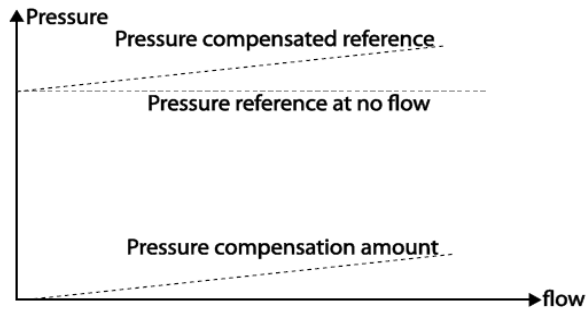 Pressure
Pressure compensated reference
Pressure reference at no flow
Pressure compensation amount
flow